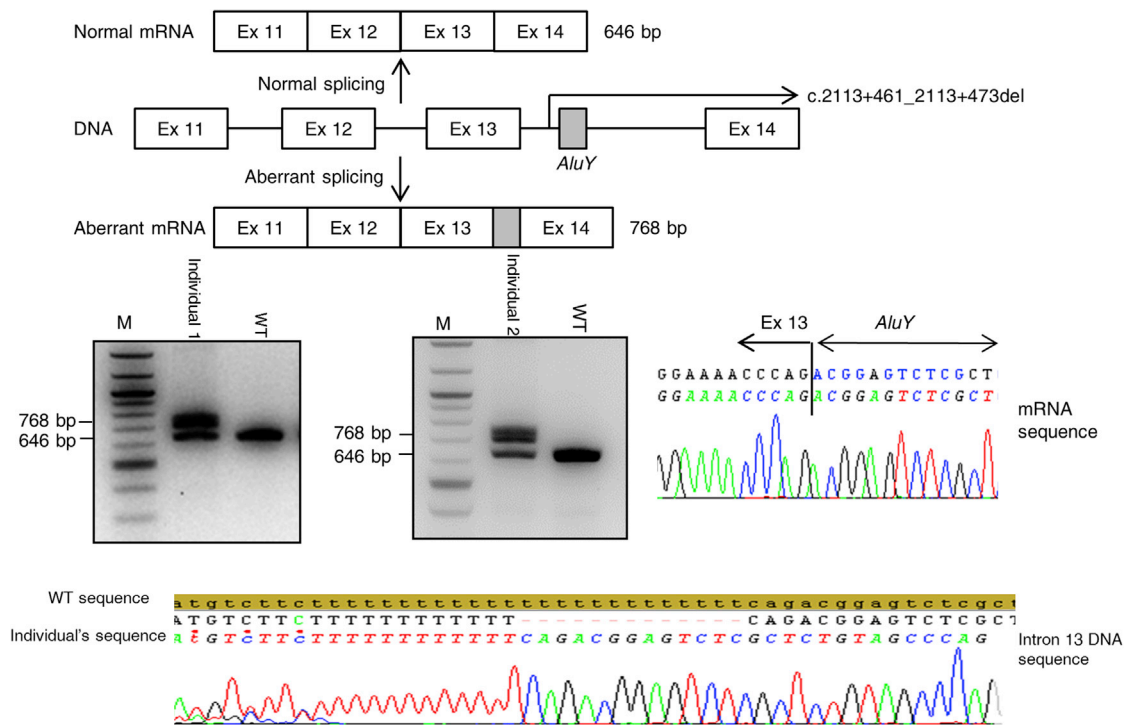 Normal mRNA Ex 11 Ex 12 Ex 13 Ex 14 646 bp
Normal splicing
c.2113+461_2113+473del
DNA Ex 11 Ex 12 Ex 13 Ex 14
AluY
Aberrant splicing
Aberrant mRNA Ex 11 Ex 12 Ex 13 Ex 14 768 bp
M Individual 1 WT
768 bp
646 bp
M Individual 2 WT
768 bp
646 bp
Ex 13 AluY
GGAAAACCCAGACGGAGTCTCGCT
GGAAAACCCAGACGGAGTCTCGCT
mRNA
sequence
WT sequence atgtcttctttttttttttttttttttttttttcagacggagtctcgct
ATGTCTTCTTTTTTTTTTTT-------------CAGACGGAGTCTCGCT
Individual's sequence AcGTCTTCTTTTTTTTTTTTCAGACGGAGTCTCGCTCTGTAGCCCAG
Intron 13 DNA
sequence